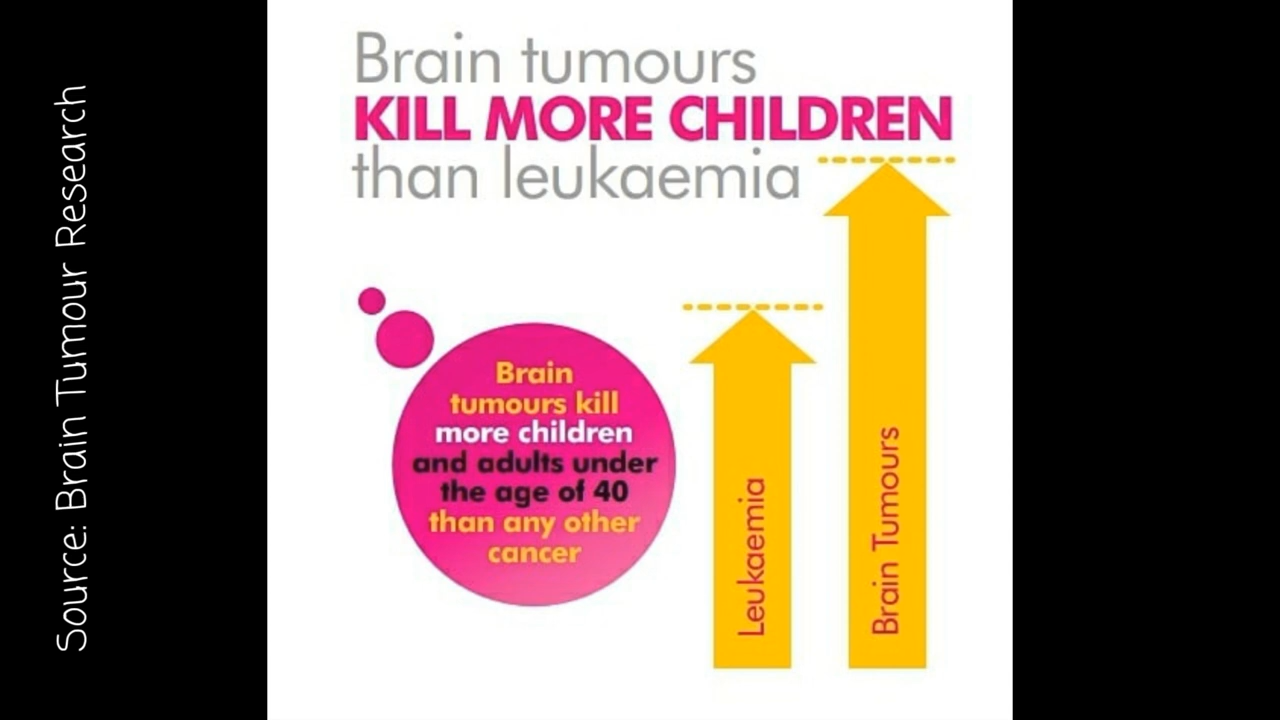 Source: Brain Tumour Research
Brain tumours
KILL MORE CHILDREN
than leukaemia
Brain
tumours kill
more children
and adults under
the age of 40
than any other
cancer
Leukaemia
Brain Tumours